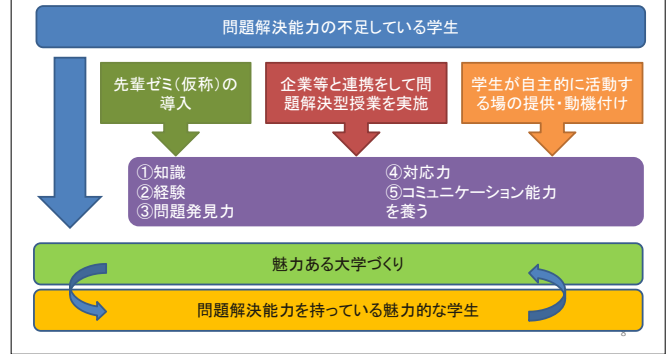 問題解決能力の不足している学生
先輩ゼミ(仮称)の
導入
企業等と連携をして問
題解決型授業を実施
学生が自主的に活動す
る場の提供・動機付け
①知識
②経験
③問題発見力
④対応力
⑤コミュニケーション能力
を養う
魅力ある大学づくり
問題解決能力を持っている魅力的な学生
8